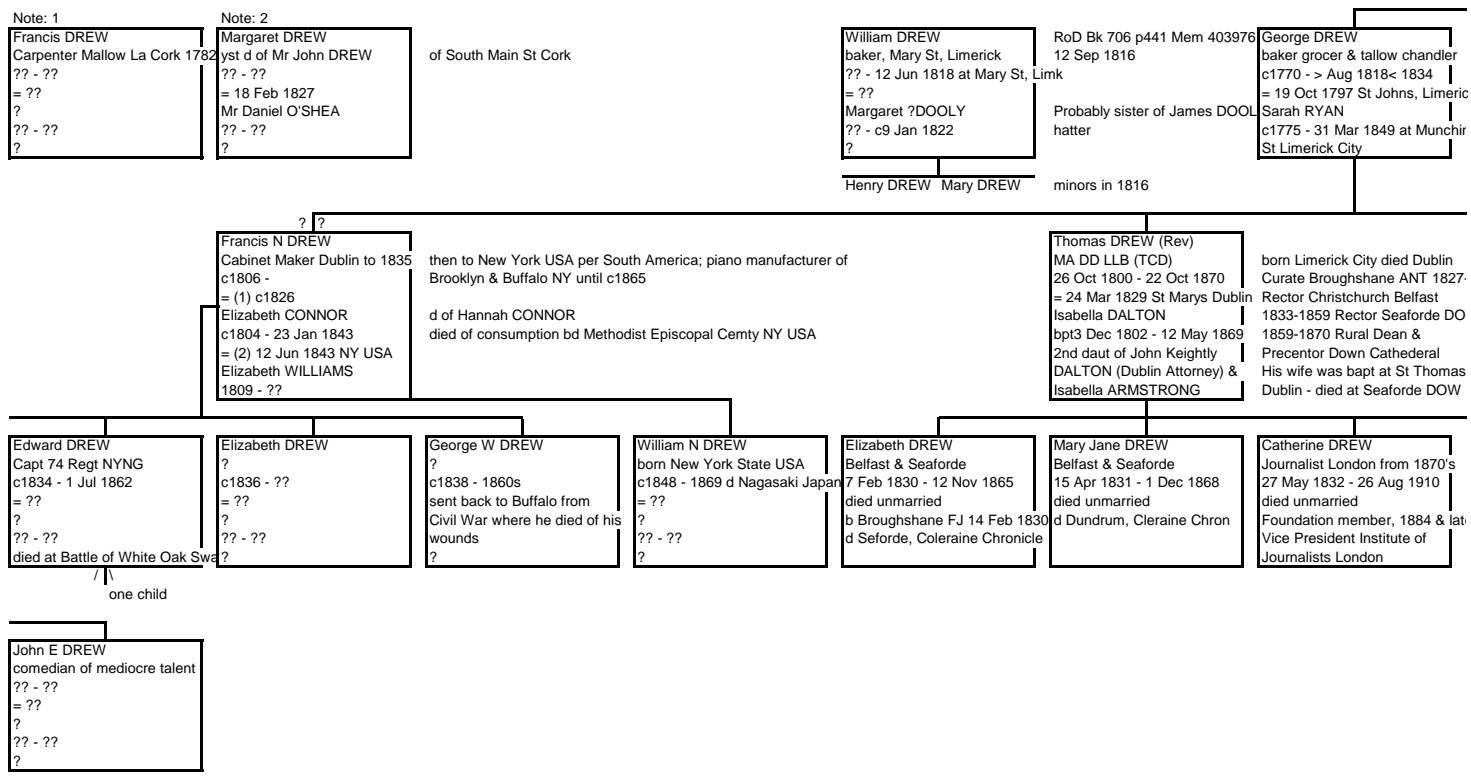 Note: 1
Francis DREW
Carpenter Mallow La Cork 1782
?? - ??
= ??
?
?? - ??
?
Note: 2
Margaret DREW
yst d of Mr John DREW
?? - ??
= 18 Feb 1827
Mr Daniel O'SHEA
?? - ??
?
of South Main St Cork
William DREW
baker, Mary St, Limerick
?? - 12 Jun 1818 at Mary St, Limk
= ??
Margaret ?DOOLY
?? - c9 Jan 1822
?
Henry DREW Mary DREW
minors in 1816
RoD Bk 706 p441 Mem 403976
12 Sep 1816
Probably sister of James DOOL
hatter
George DREW
baker grocer & tallow chandler
c1770 - > Aug 1818< 1834
= 19 Oct 1797 St Johns, Limeric
Sarah RYAN
c1775 - 31 Mar 1849 at Munchin
St Limerick City
? ?
Francis N DREW
Cabinet Maker Dublin to 1835
c1806 -
= (1) c1826
Elizabeth CONNOR
c1804 - 23 Jan 1843
= (2) 12 Jun 1843 NY USA
Elizabeth WILLIAMS
1809 - ??
then to New York USA per South America; piano manufacturer of
Brooklyn & Buffalo NY until c1865
d of Hannah CONNOR
died of consumption bd Methodist Episcopal Cemty NY USA
Thomas DREW (Rev)
MA DD LLB (TCD)
26 Oct 1800 - 22 Oct 1870
= 24 Mar 1829 St Marys Dublin
Isabella DALTON
bpt3 Dec 1802 - 12 May 1869
2nd daut of John Keightly
DALTON (Dublin Attorney) &
Isabella ARMSTRONG
born Limerick City died Dublin
Curate Broughshane ANT 1827-
Rector Christchurch Belfast
1833-1859 Rector Seaforde DO
1859-1870 Rural Dean &
Precentor Down Cathederal
His wife was bapt at St Thomas
Dublin - died at Seaforde DOW
Edward DREW
Capt 74 Regt NYNG
c1834 - 1 Jul 1862
= ??
?
?? - ??
died at Battle of White Oak Swa
/ \
one child
Elizabeth DREW
?
c1836 - ??
= ??
?
?? - ??
?
George W DREW
?
c1838 - 1860s
sent back to Buffalo from
Civil War where he died of his
wounds
?
William N DREW
born New York State USA
c1848 - 1869 d Nagasaki Japan
= ??
?
?? - ??
?
Elizabeth DREW
Belfast & Seaforde
7 Feb 1830 - 12 Nov 1865
died unmarried
b Broughshane FJ 14 Feb 1830
d Seforde, Coleraine Chronicle
Mary Jane DREW
Belfast & Seaforde
15 Apr 1831 - 1 Dec 1868
died unmarried
d Dundrum, Cleraine Chron
Catherine DREW
Journalist London from 1870's
27 May 1832 - 26 Aug 1910
died unmarried
Foundation member, 1884 & late
Vice President Institute of
Journalists London
John E DREW
comedian of mediocre talent
?? - ??
= ??
?
?? - ??
?